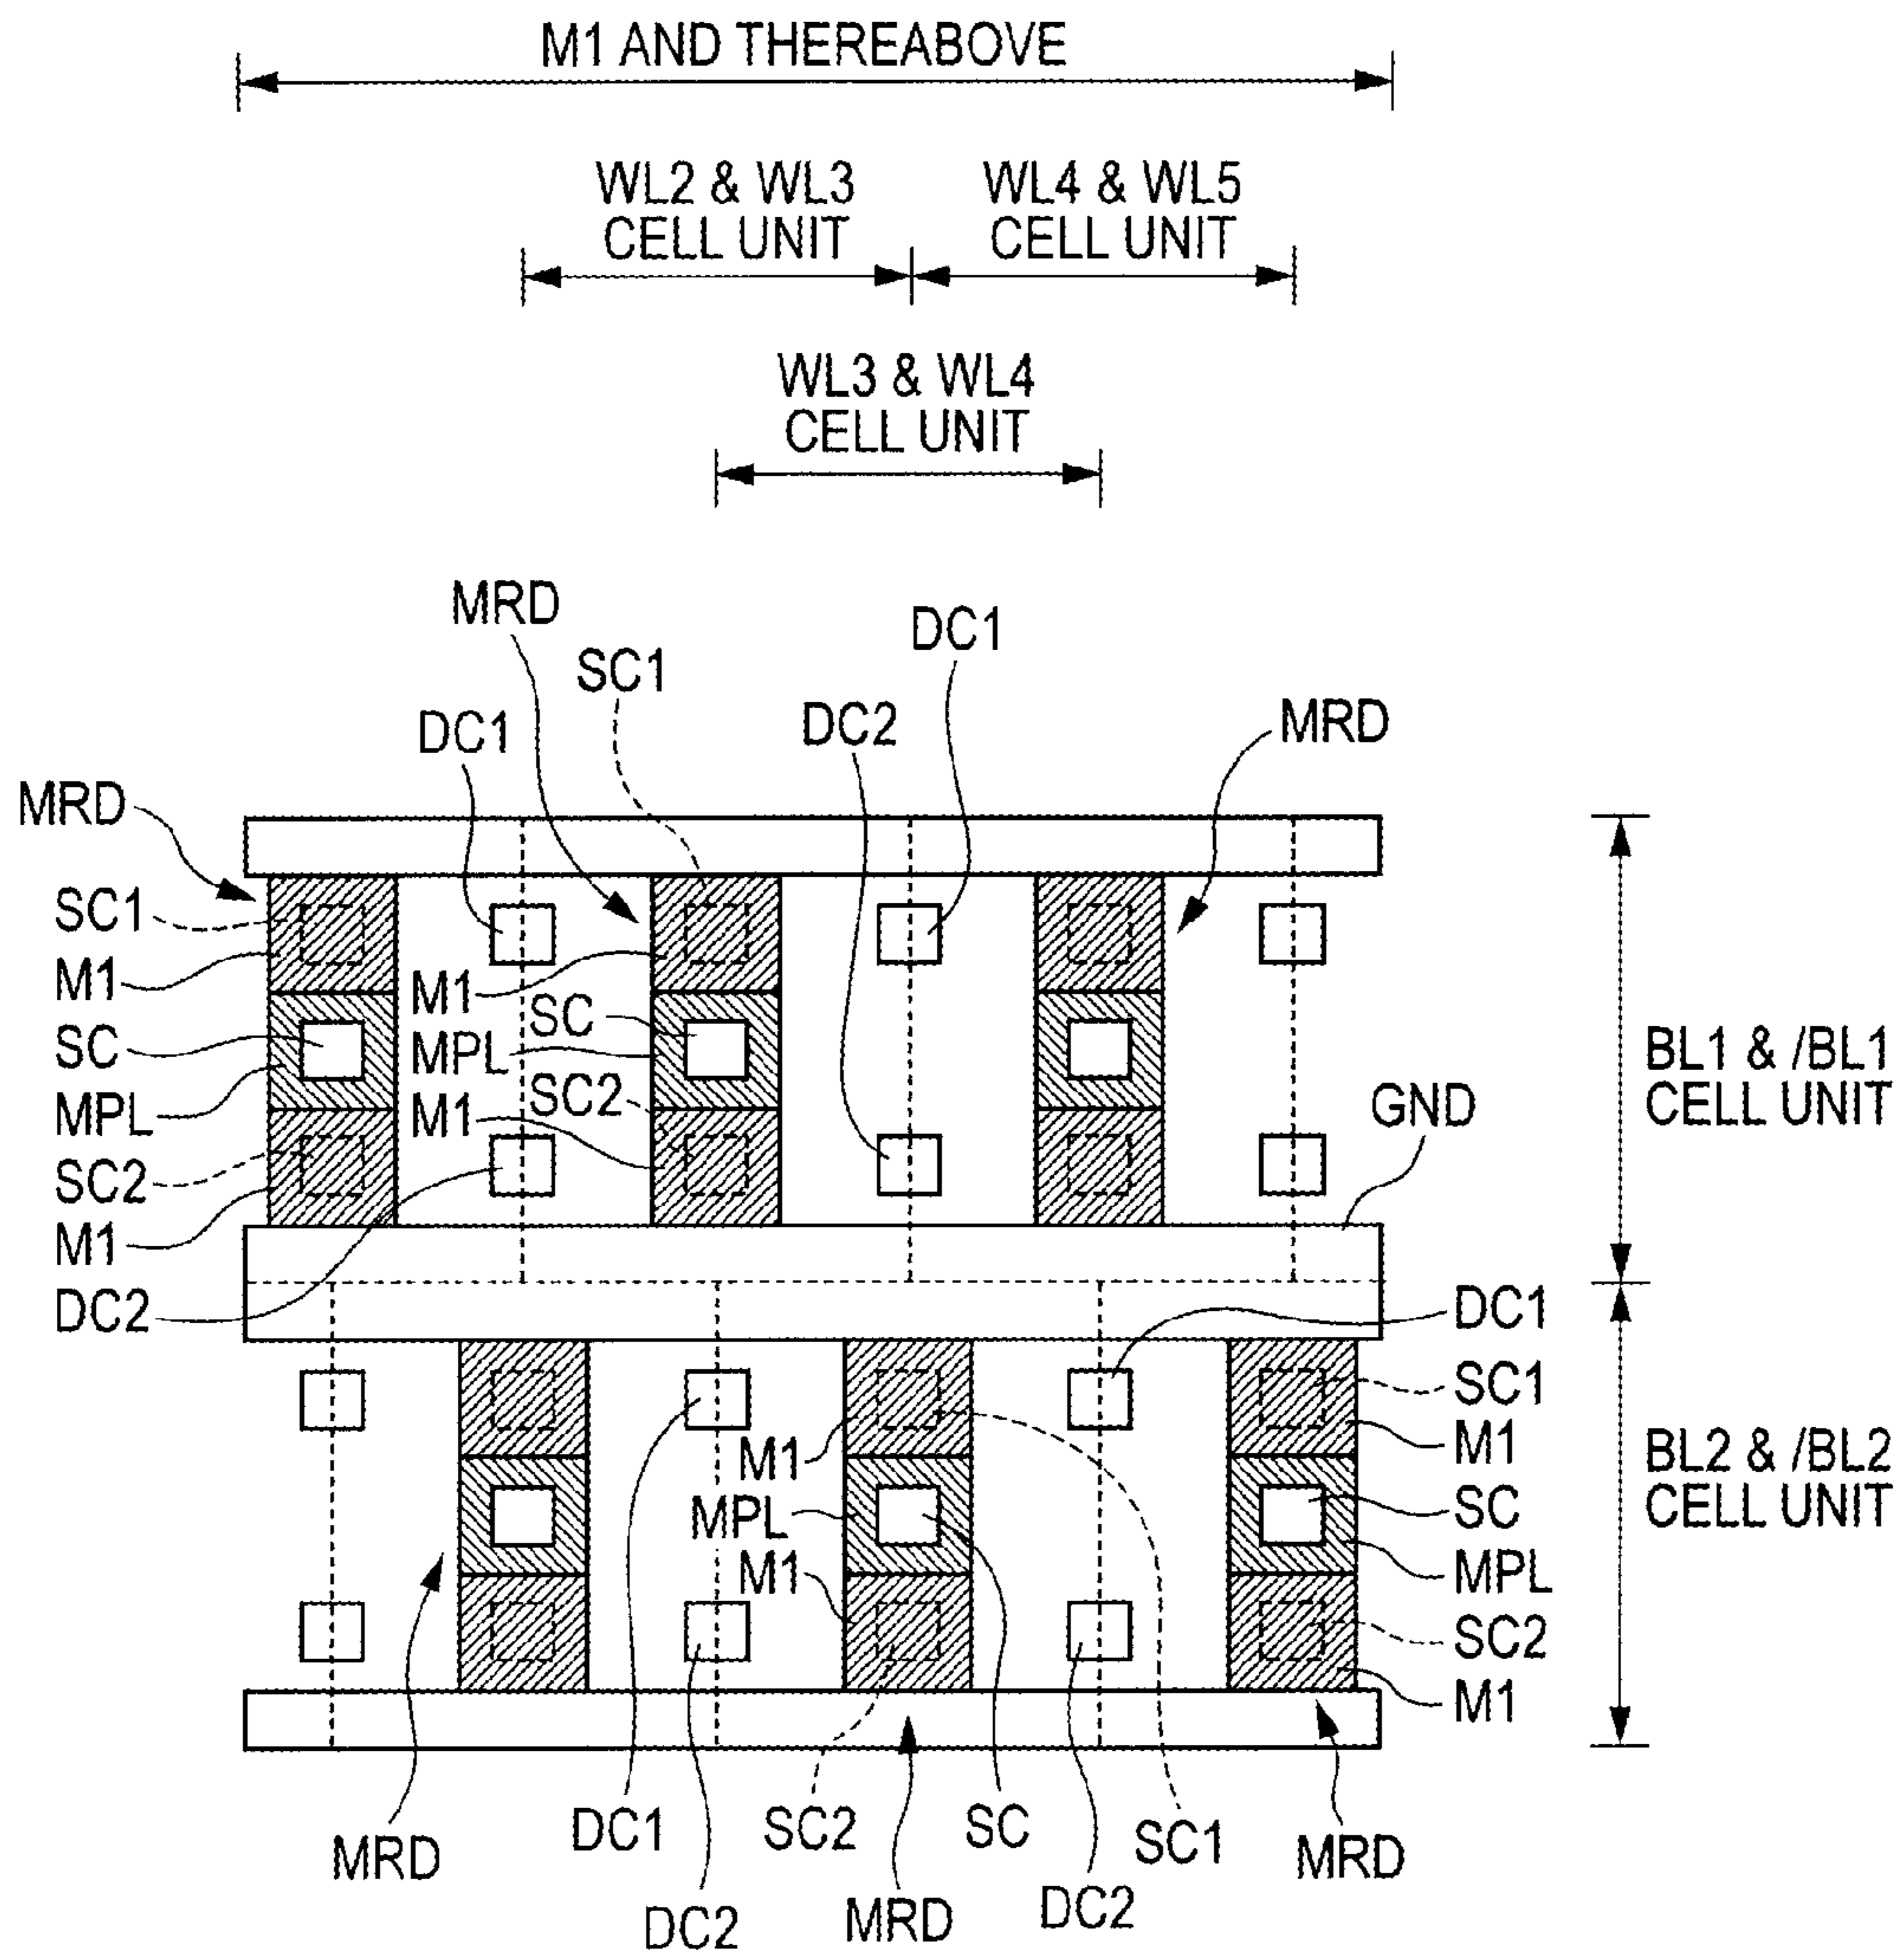 M1 AND THEREABOVE
WL2 & WL3
CELL UNIT
WL4 & WL5
CELL UNIT
WL3 & WL4
CELL UNIT
MRD
DC1
SC1
DC1
DC2
MRD
MRD
SC1
M1
M1
SC
SC
MPL
BL1 & /BL1
CELL UNIT
MPL
SC2
M1
GND
SC2
M1
DC2
DC1
SC1
M1
M1
BL2 & /BL2
CELL UNIT
MPL
SC
M1
MPL
SC2
M1
DC1
SC2
SC
SC1
MRD
MRD
DC2
MRD
DC2